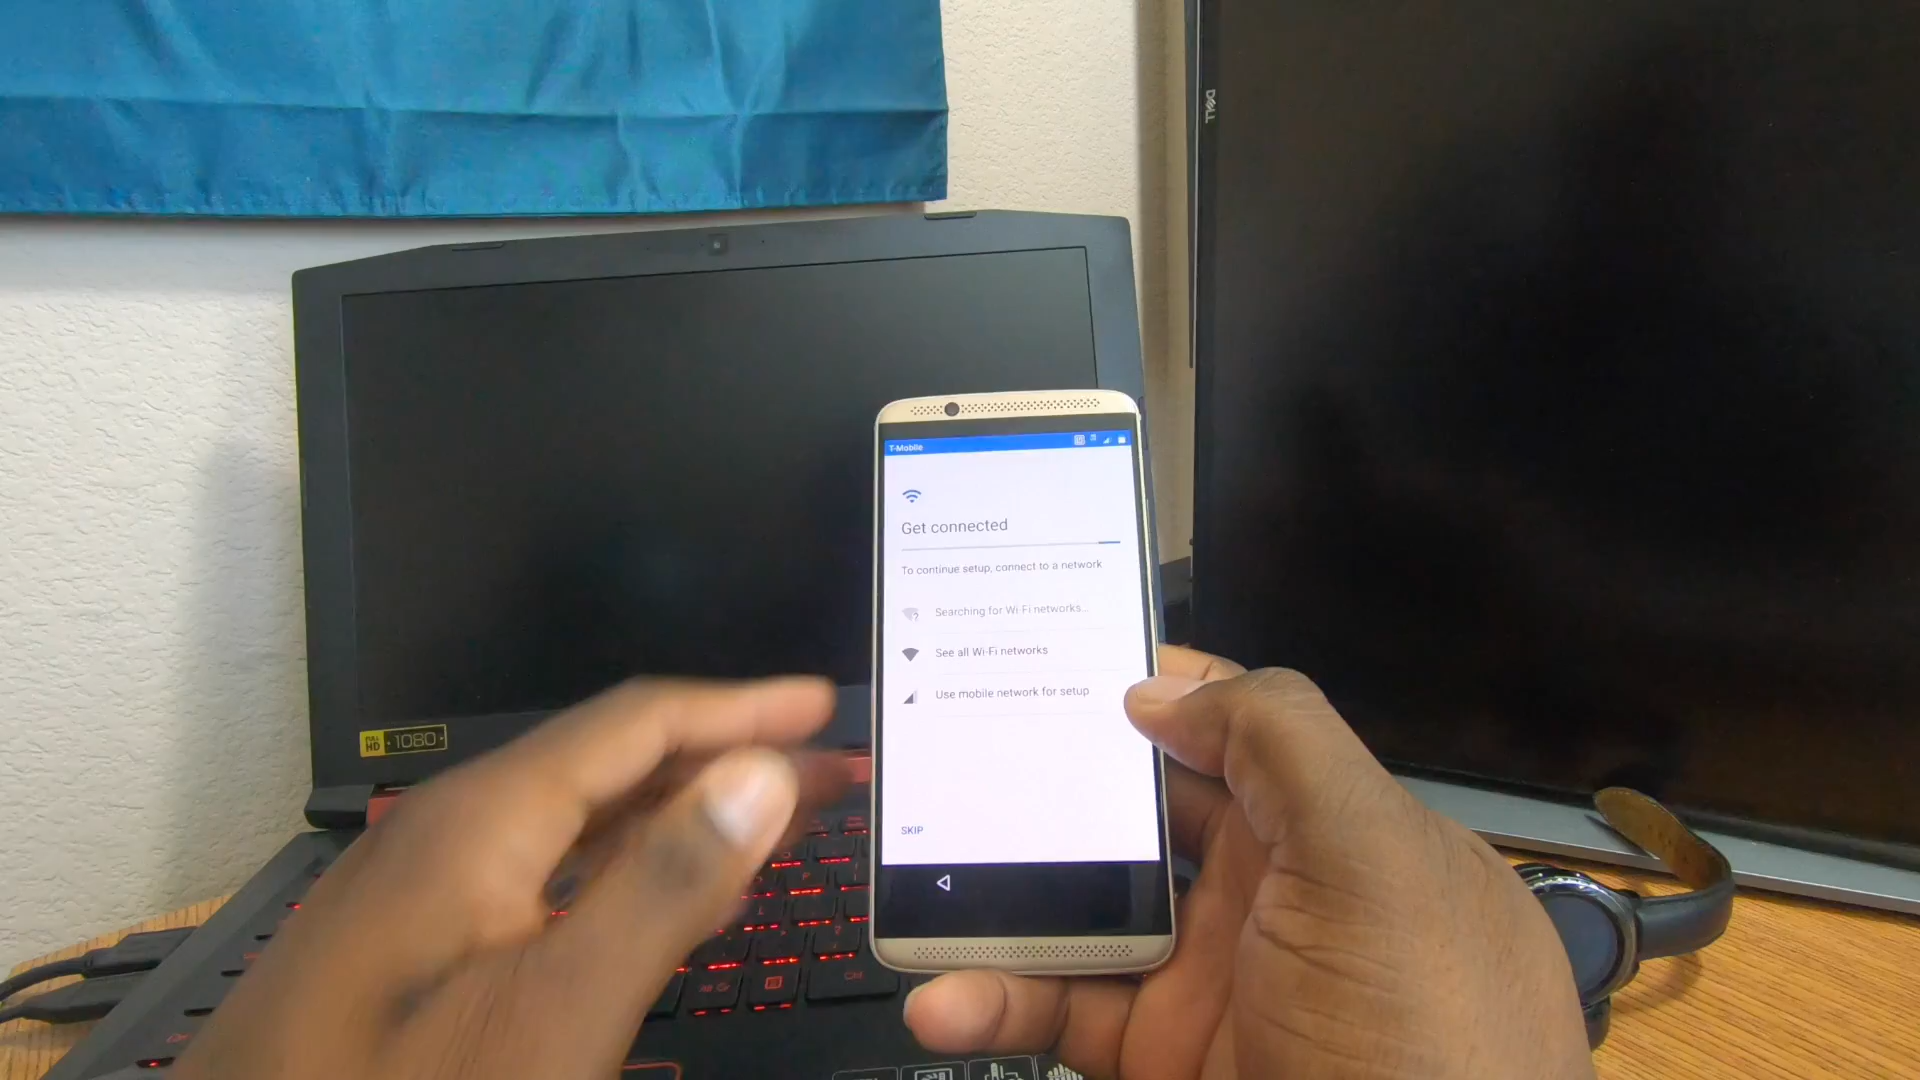 DELL
T-Mobile
Get connected
To continue setup, connect to a network
Searching for Wi-Fi networks...
See all Wi-Fi networks
Use mobile network for setup
SKIP
FULL HD 1080